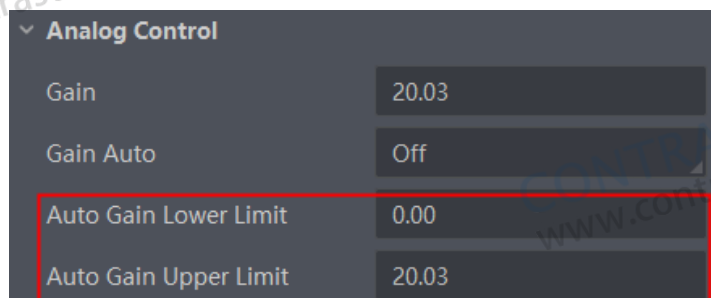 Analog Control
Gain 20.03
Gain Auto Off
Auto Gain Lower Limit 0.00
Auto Gain Upper Limit 20.03